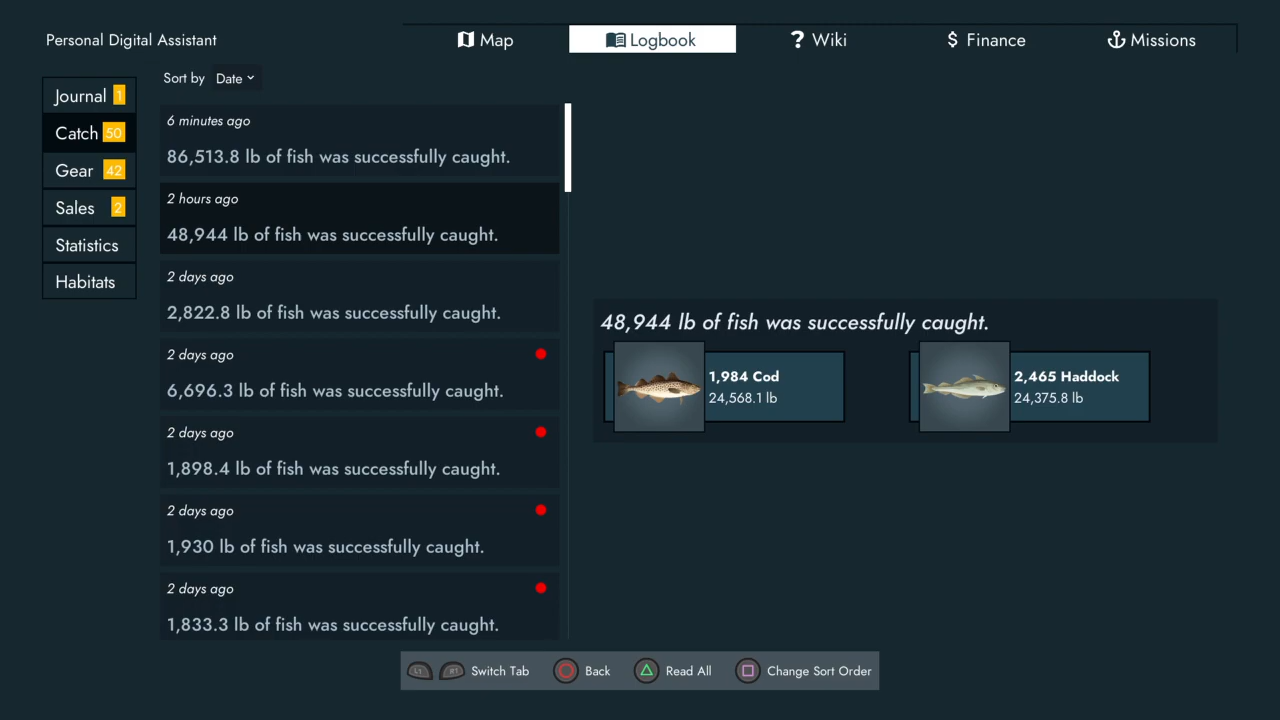 Personal Digital Assistant
Map
Logbook
? Wiki
$ Finance
Missions
Journal 1
Catch 50
Gear 42
Sales 2
Statistics
Habitats
Sort by Date
6 minutes ago
86,513.8 lb of fish was successfully caught.
2 hours ago
48,944 lb of fish was successfully caught.
2 days ago
2,822.8 lb of fish was successfully caught.
2 days ago
6,696.3 lb of fish was successfully caught.
2 days ago
1,898.4 lb of fish was successfully caught.
2 days ago
1,930 lb of fish was successfully caught.
2 days ago
1,833.3 lb of fish was successfully caught.
48,944 lb of fish was successfully caught.
1,984 Cod
24,568.1 lb
2,465 Haddock
24,375.8 lb
L1 R1 Switch Tab
Back
Read All
Change Sort Order